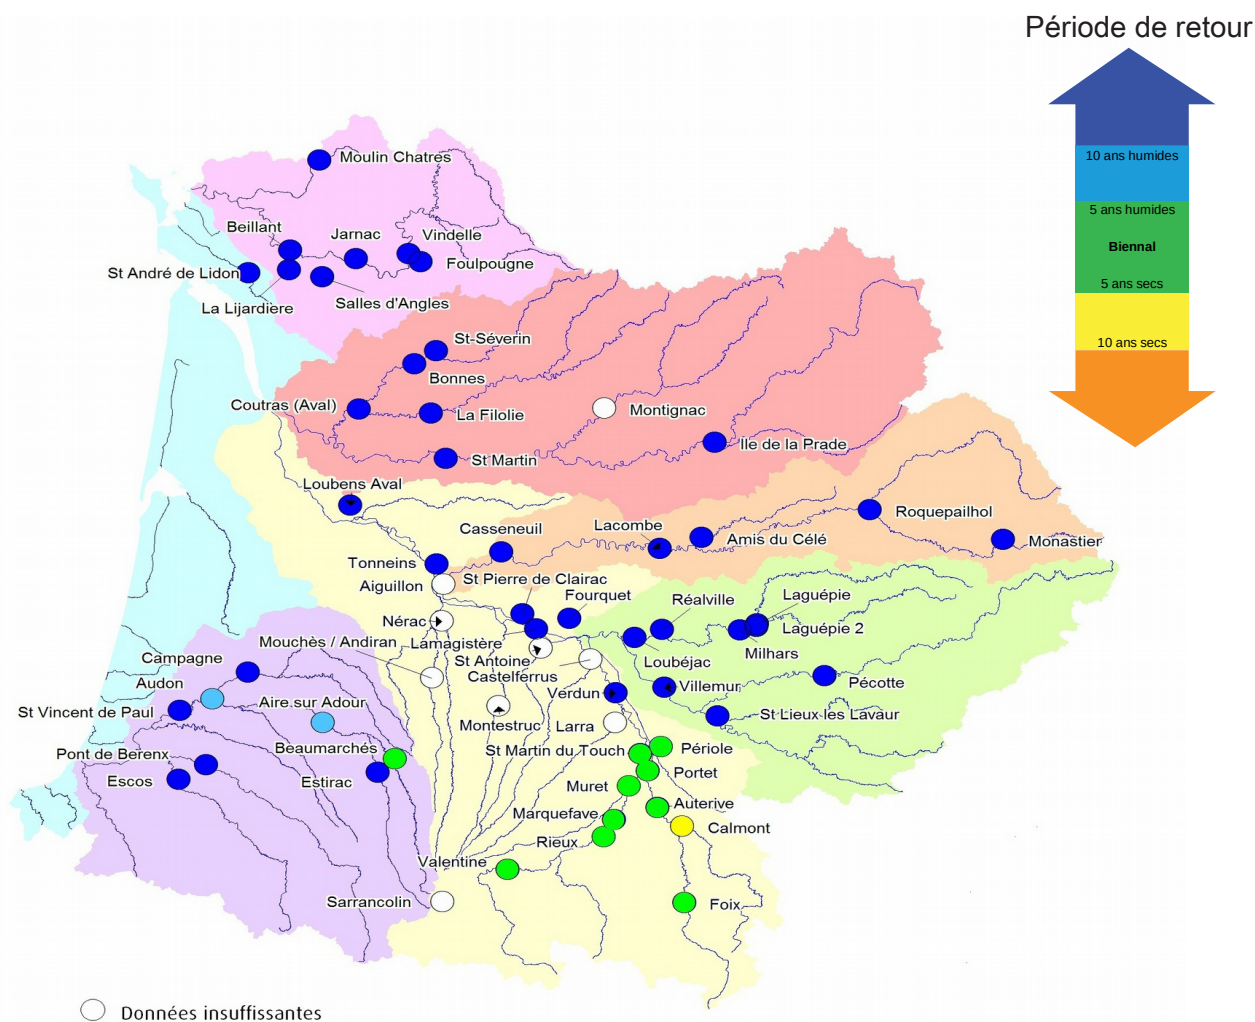 Période de retour
10 ans humides
5 ans humides
Biennal
5 ans secs
10 ans secs
Moulin Chatres
Beillant
Jarnac
Vindelle
Foulpougne
St André de Lidon
La Lijardiere
Salles d'Angles
St-Séverin
Bonnes
Coutras (Aval)
La Filolie
Montignac
St Martin
Ile de la Prade
Loubens Aval
Casseneuil
Lacombe
Amis du Célé
Roquepailhol
Monastier
Tonneins
Aiguillon
St Pierre de Clairac
Fourquet
Réalville
Laguépie
Nérac
Laguépie 2
Mouchès / Andiran
Lamagistère
Milhars
St Antoine
Loubéjac
Campagne
Castelferrus
Audon
Verdun
Villemur
Pécotte
Aire sur Adour
St Vincent de Paul
Montestruc
Larra
St Lieux les Lavaur
Beaumarchés
St Martin du Touch
Périole
Pont de Berenx
Escos
Estirac
Portet
Muret
Auterive
Marquefave
Calmont
Rieux
Valentine
Sarrancolin
Foix
Données insuffissantes